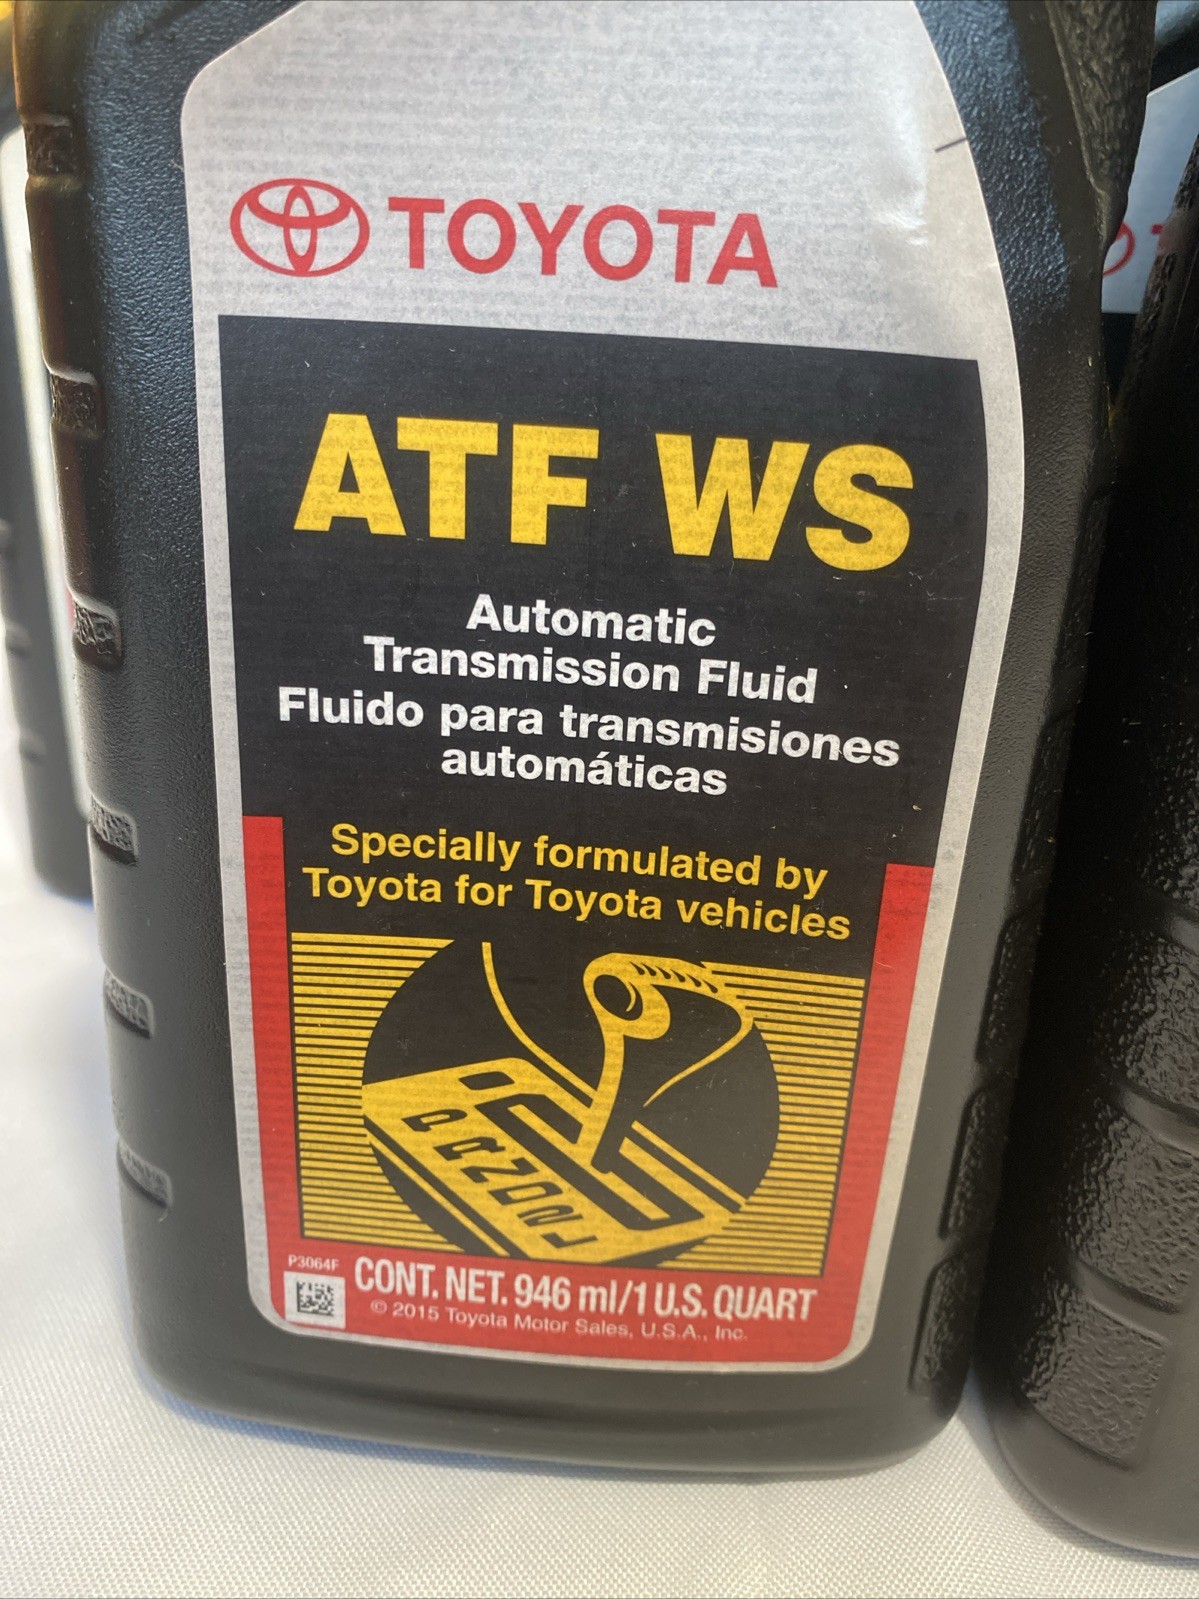 TOYOTA
ATF WS
Automatic
Transmission Fluid
Fluido para transmisiones
automáticas
Specially formulated by
Toyota for Toyota vehicles
P
R
N
D
2
L
P3064F
CONT. NET. 946 ml/1 U.S. QUART
© 2015 Toyota Motor Sales, U.S.A., Inc.